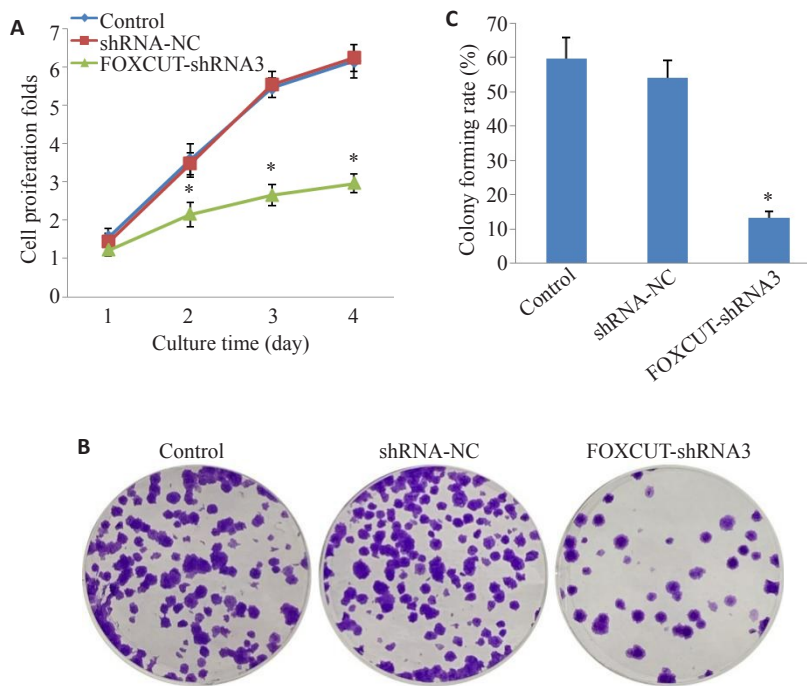 A
Control
shRNA-NC
FOXCUT-shRNA3
Cell proiferation folds
7
6
5
4
3
2
1
0
*
*
*
1 2 3 4
Culture time (day)
C
Colony forming rate (%)
70
60
50
40
30
20
10
0
*
Control
shRNA-NC
FOXCUT-shRNA3
B
Control shRNA-NC FOXCUT-shRNA3